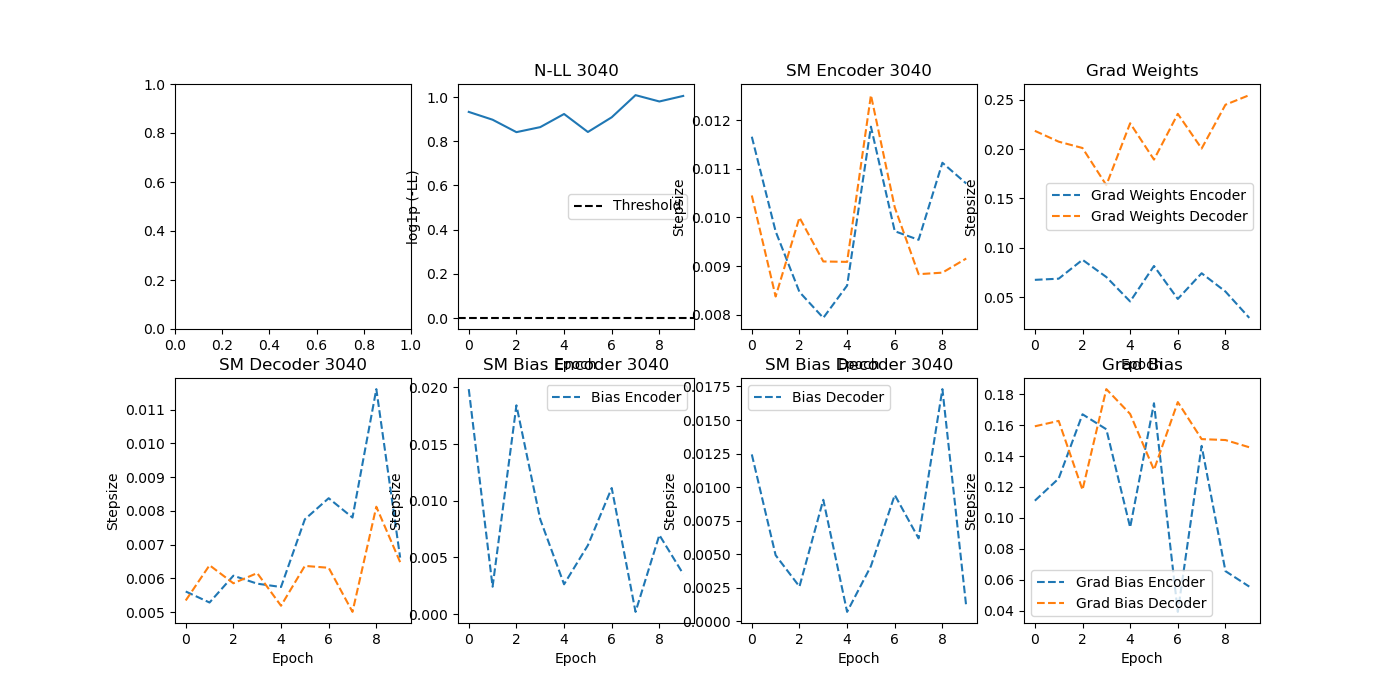 N-LL 3040
SM Encoder 3040
Grad Weights
1.0
0.8
0.6
0.4
0.2
0.0
0.0 0.2 0.4 0.6 0.8 1.0
log1p (-LL)
1.0
0.8
0.6
0.4
0.2
0.0
Threshold
0 2 4 6 8
Epoch
Stepsize
0.012
0.011
0.010
0.009
0.008
0 2 4 6 8
Epoch
Stepsize
0.25
0.20
0.15
0.10
0.05
Grad Weights Encoder
Grad Weights Decoder
0 2 4 6 8
Epoch
SM Decoder 3040
SM Bias Encoder 3040
SM Bias Decoder 3040
Grad Bias
Stepsize
0.011
0.010
0.009
0.008
0.007
0.006
0.005
0 2 4 6 8
Epoch
Stepsize
0.020
0.015
0.010
0.005
0.000
Bias Encoder
0 2 4 6 8
Epoch
Stepsize
0.0175
0.0150
0.0125
0.0100
0.0075
0.0050
0.0025
0.0000
Bias Decoder
0 2 4 6 8
Epoch
Stepsize
0.18
0.16
0.14
0.12
0.10
0.08
0.06
0.04
Grad Bias Encoder
Grad Bias Decoder
0 2 4 6 8
Epoch